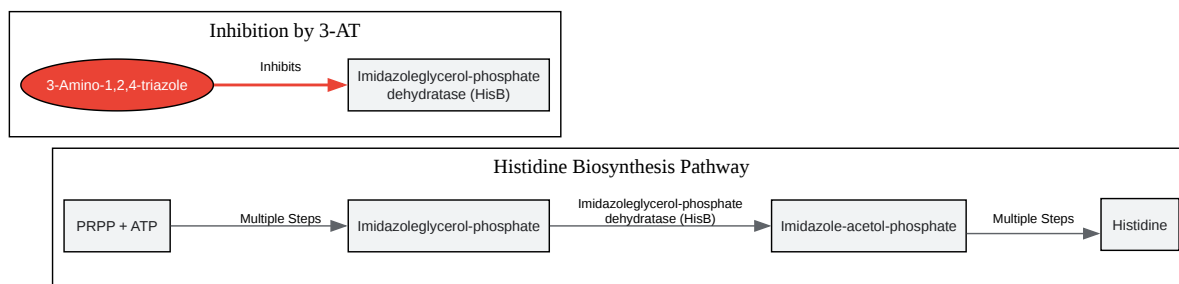 Inhibition by 3-AT
3-Amino-1,2,4-triazole
Inhibits
Imidazoleglycerol-phosphate
dehydratase (HisB)
Histidine Biosynthesis Pathway
PRPP + ATP
Multiple Steps
Imidazoleglycerol-phosphate
Imidazoleglycerol-phosphate
dehydratase (HisB)
Imidazole-acetol-phosphate
Multiple Steps
Histidine